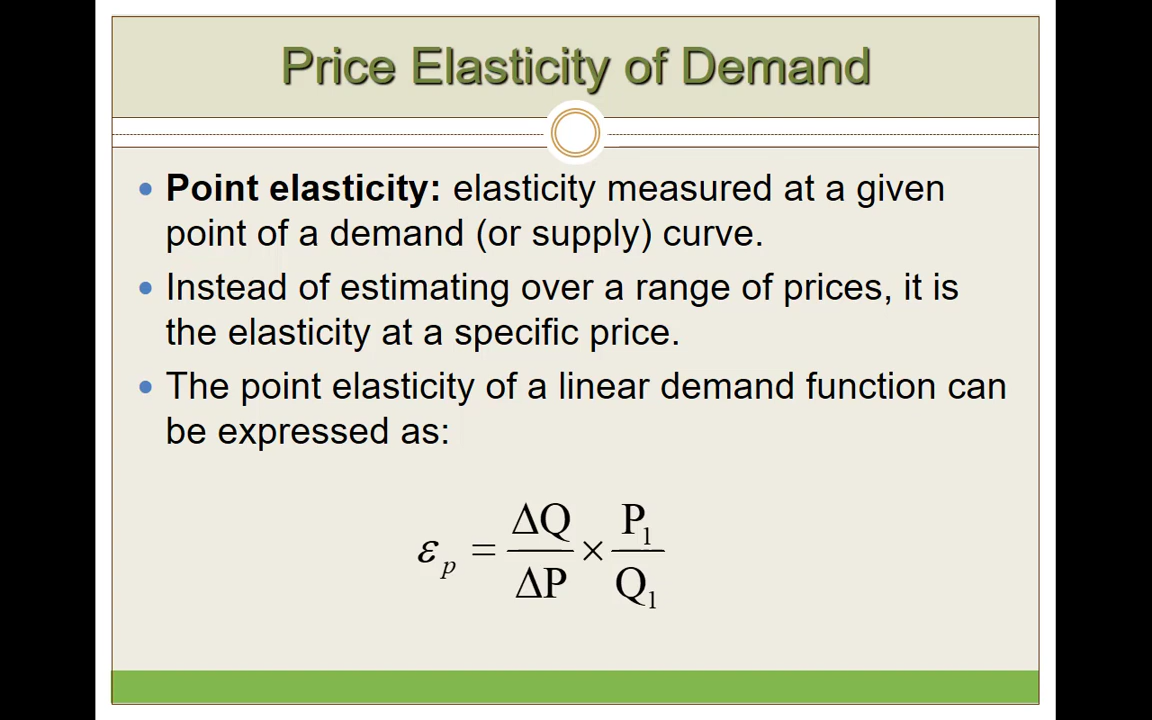 Price Elasticity of Demand
• Point elasticity: elasticity measured at a given
point of a demand (or supply) curve.
• Instead of estimating over a range of prices, it is
the elasticity at a specific price.
• The point elasticity of a linear demand function can
be expressed as:
ε_p = ΔQ/ΔP × P₁/Q₁